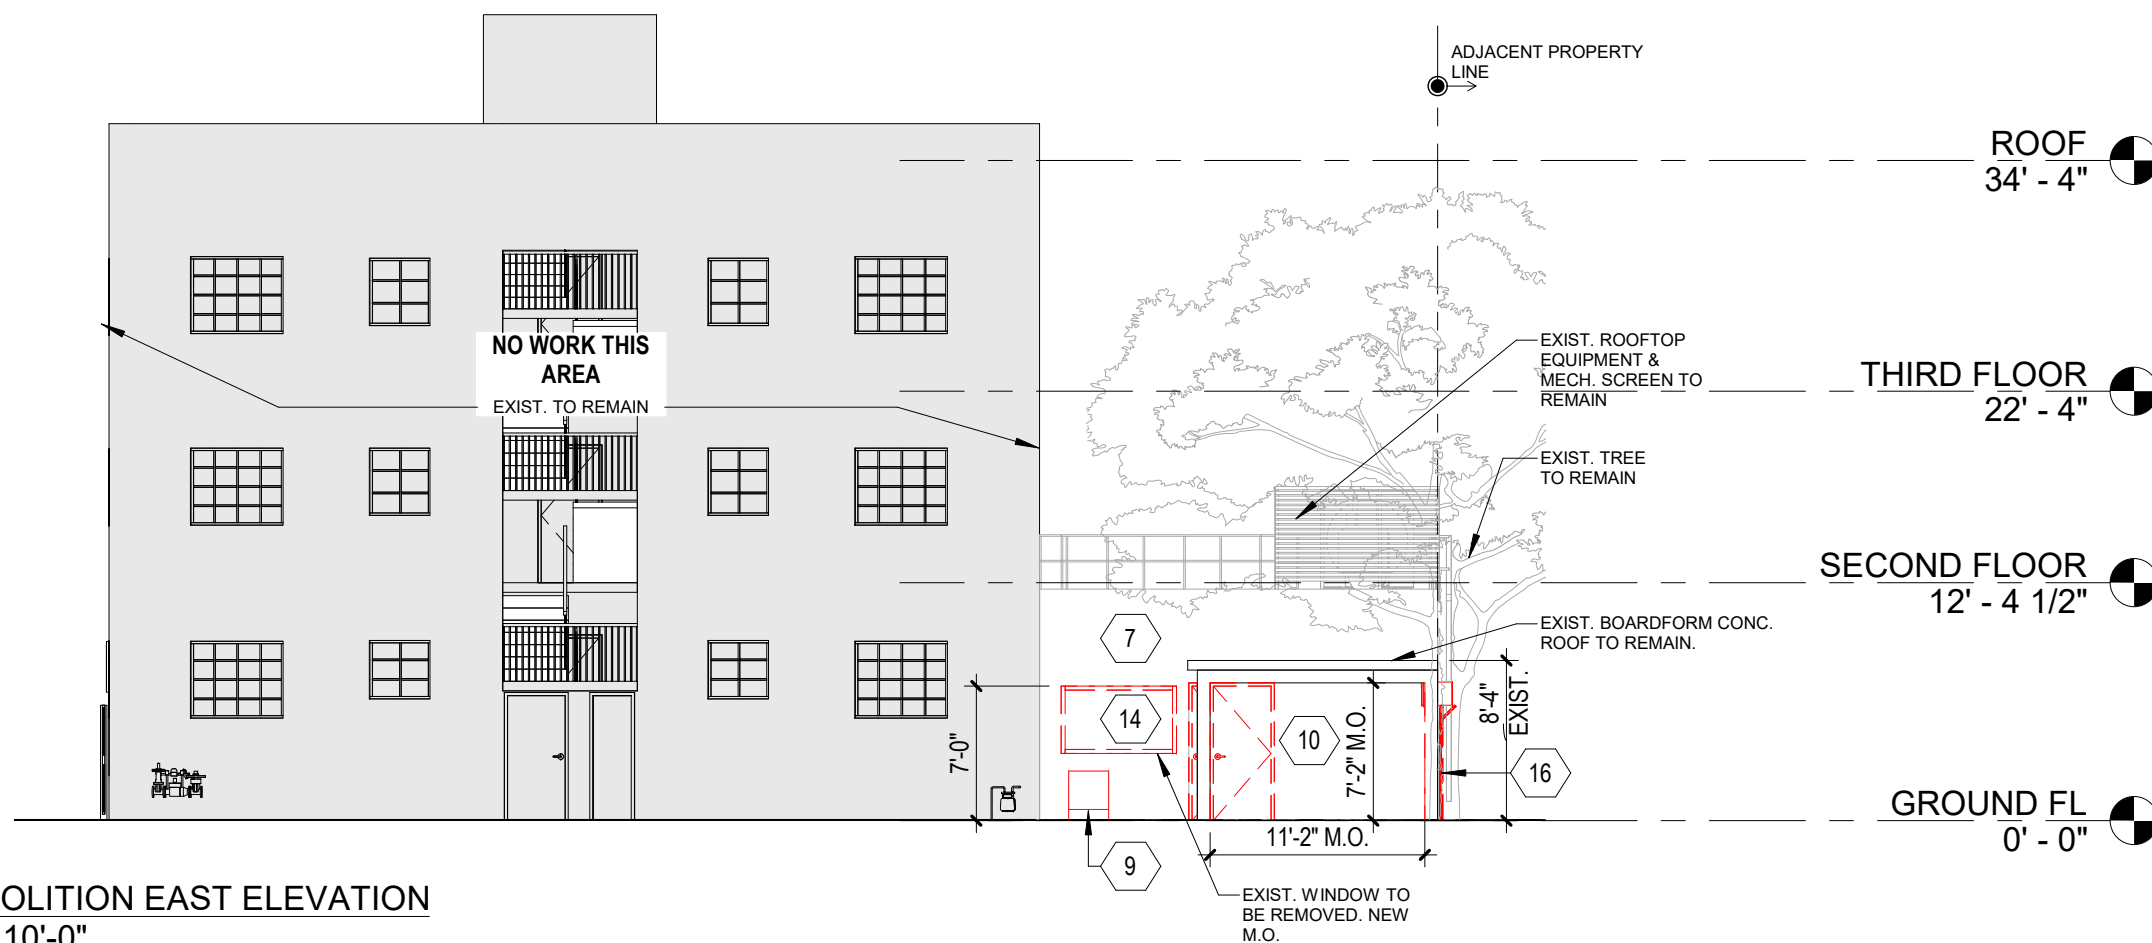 ADJACENT PROPERTY
LINE
ROOF
34' - 4"
NO WORK THIS
AREA
EXIST. TO REMAIN
EXIST. ROOFTOP
EQUIPMENT &
MECH. SCREEN TO
REMAIN
THIRD FLOOR
22' - 4"
EXIST. TREE
TO REMAIN
SECOND FLOOR
12' - 4 1/2"
EXIST. BOARDFORM CONC.
ROOF TO REMAIN.
7
14
10
7'-0"
7'-2" M.O.
8'-4"
EXIST.
16
GROUND FL
0' - 0"
11'-2" M.O.
9
EXIST. WINDOW TO
BE REMOVED. NEW
M.O.
OLITION EAST ELEVATION
10'-0"